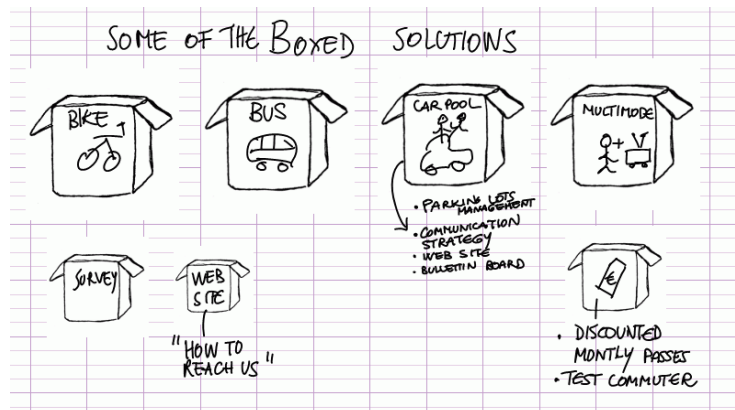 SOME OF THE BOXED SOLUTIONS
BIKE
BUS
CAR POOL
MULTIMODE
• PARKING LOTS
MANAGEMENT
• COMMUNICATION
STRATEGY
• WEB SITE
• BULLETIN BOARD
SURVEY
WEB
SITE
"HOW TO
REACH US"
€
• DISCOUNTED
MONTLY PASSES
• TEST COMMUTER